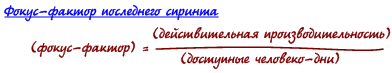 Фокус-фактор последнего спринта
(фокус-фактор) = (действительная производительность)
(доступные человеко-дни)